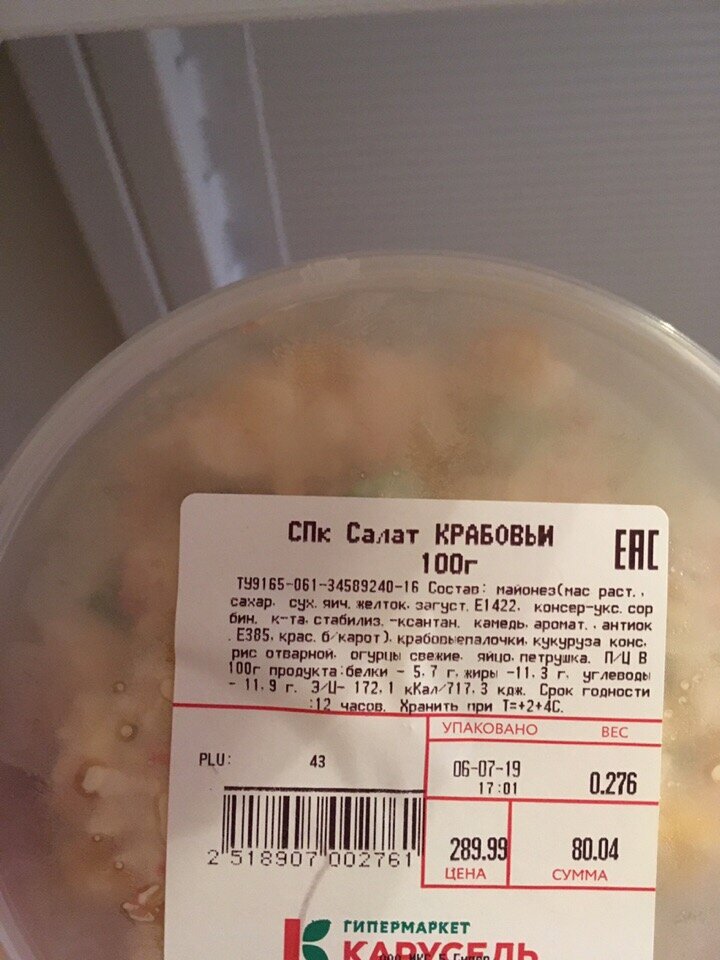 СПк Салат КРАБОВЫЙ
100г
EAC
ТУ9165-061-34589240-16 Состав: майонез(мас раст.,
сахар. сух. яич. желток. загуст. Е1422, консер-укс. сор
бин. к-та, стабилиз. -ксантан. камедь, аромат., антиок
. Е385, крас. б/карот), крабовыепалочки, кукуруза конс,
рис отварной, огурцы свежие, яйцо, петрушка. П/Ц В
100г продукта:белки - 5,7 г, жиры -11,3 г, углеводы
- 11,9 г. Э/Ц- 172,1 кКал/717,3 кдж. Срок годности
:12 часов. Хранить при Т=+2+4С.
УПАКОВАНО ВЕС
PLU: 43
06-07-19 0.276
17:01
2 518907 002761
289.99 80.04
ЦЕНА СУММА
ГИПЕРМАРКЕТ
КАРУСЕЛЬ